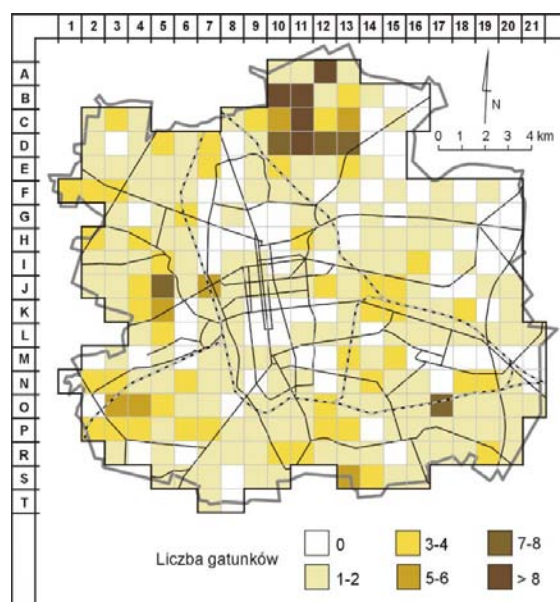 1 2 3 4 5 6 7 8 9 10 11 12 13 14 15 16 17 18 19 20 21
A
B
C
D
E
F
G
H
I
J
K
L
M
N
O
P
R
S
T
N
0 1 2 3 4 km
Liczba gatunków
0 3-4 7-8
1-2 5-6 > 8